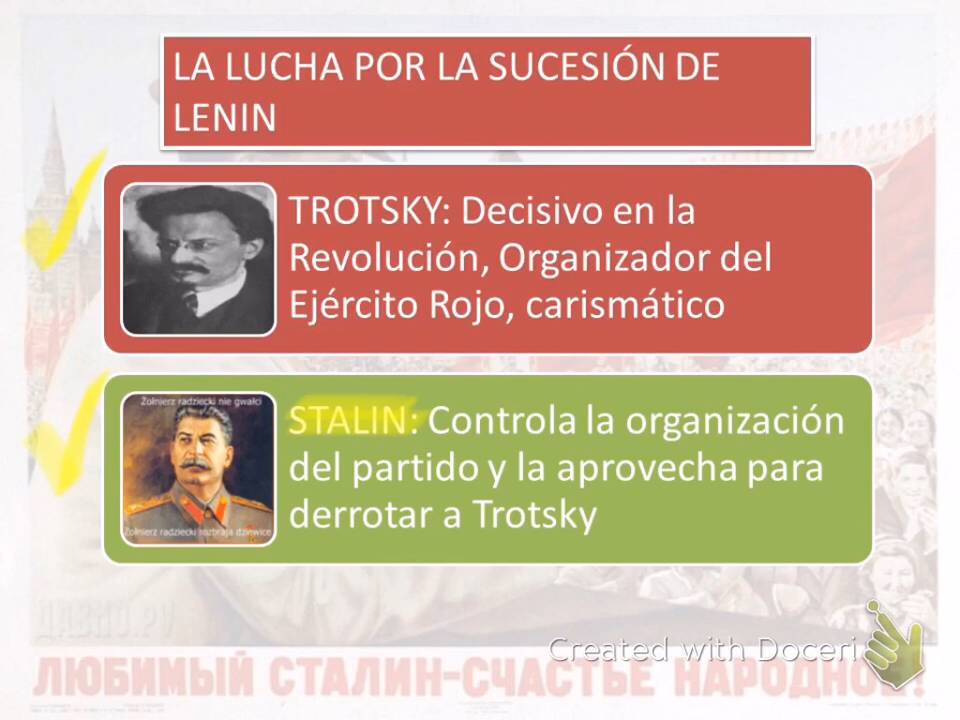 LA LUCHA POR LA SUCESIÓN DE
LENIN
TROTSKY: Decisivo en la
Revolución, Organizador del
Ejército Rojo, carismático
Żołnierz radziecki nie gwałci
Żołnierz radziecki rozbraja dziewice
STALIN: Controla la organización
del partido y la aprovecha para
derrotar a Trotsky
ДАВНО.РУ
Created with Doceri
ЛЮБИМЫЙ СТАЛИН-СЧАСТЬЕ НАРОДНОЕ!